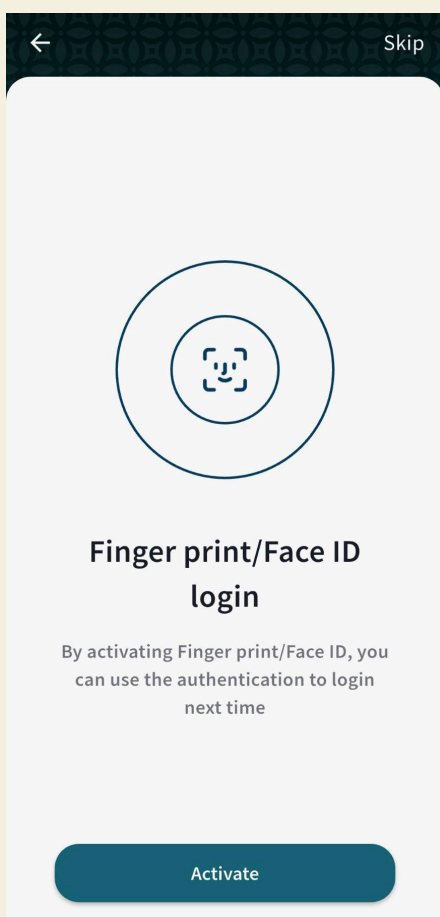 Skip
Finger print/Face ID
login
By activating Finger print/Face ID, you
can use the authentication to login
next time
Activate